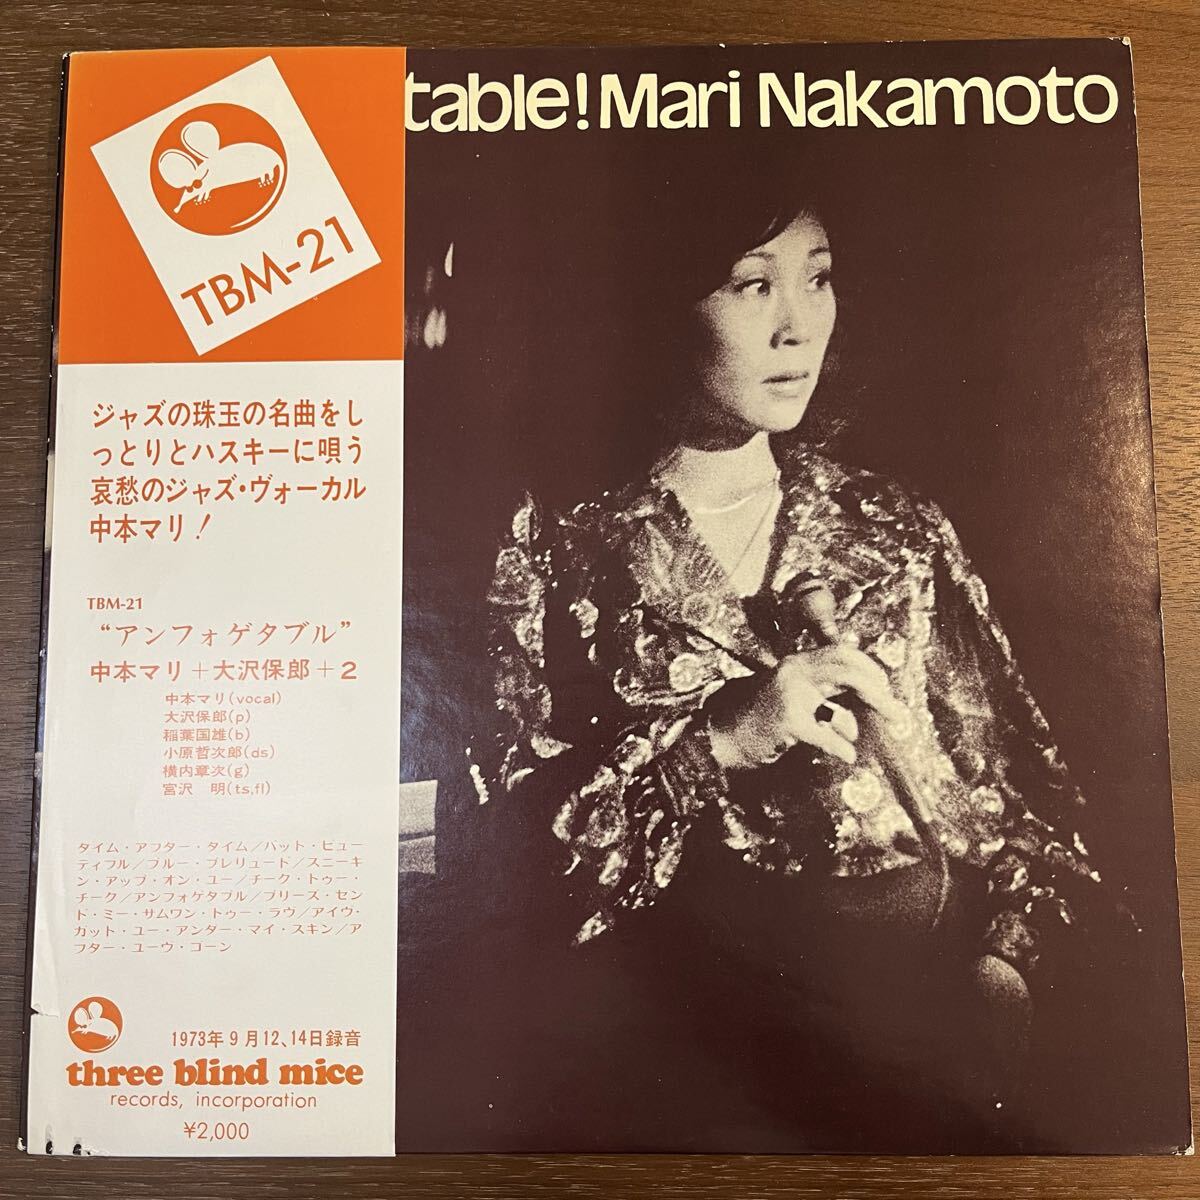 table! Mari Nakamoto
TBM-21
ジャズの珠玉の名曲をし
っとりとハスキーに唄う
哀愁のジャズ・ヴォーカル
中本マリ!
TBM-21
“アンフォゲタブル”
中本マリ+大沢保郎+2
中本マリ(vocal)
大沢保郎(p)
稲葉国雄(b)
小原哲次郎(ds)
横内章次(g)
宮沢 明(ts,fl)
タイム・アフター・タイム/バット・ビュー
ティフル/ブルー・プレリュード/スニーキ
ン・アップ・オン・ユー/チーク・トゥー・
チーク/アンフォゲタブル/プリーズ・セン
ド・ミー・サムワン・トゥー・ラヴ/アイヴ・
ガット・ユー・アンダー・マイ・スキン/ア
フター・ユーヴ・ゴーン
1973年9月12、14日録音
three blind mice
records, incorporation
¥2,000